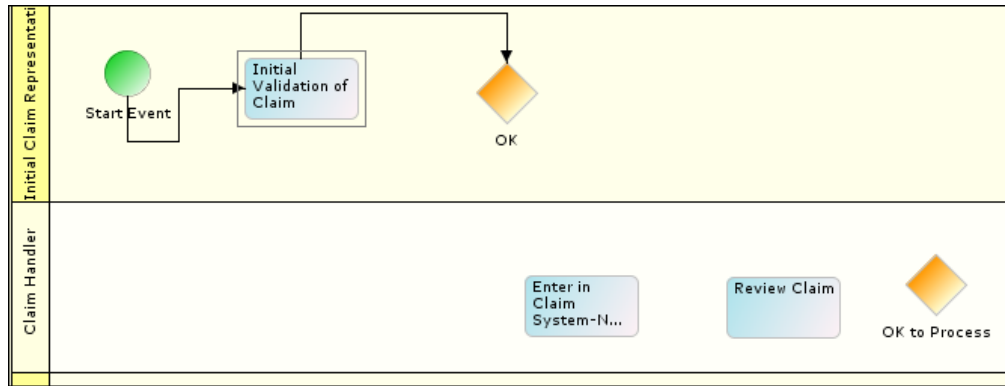 Initial Claim Representati
Start Event
Initial
Validation of
Claim
OK
Claim Handler
Enter in
Claim
System-N...
Review Claim
OK to Process